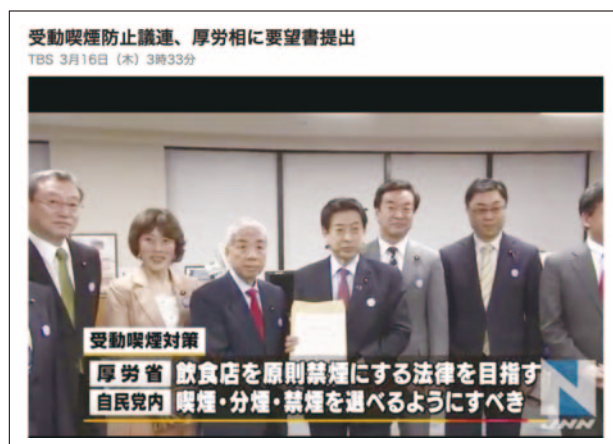 受動喫煙防止議連、厚労相に要望書提出
TBS 3月16日（木）3時33分
受動喫煙対策
厚労省 飲食店を原則禁煙にする法律を目指す
自民党内 喫煙・分煙・禁煙を選べるようにすべき
N
JNN